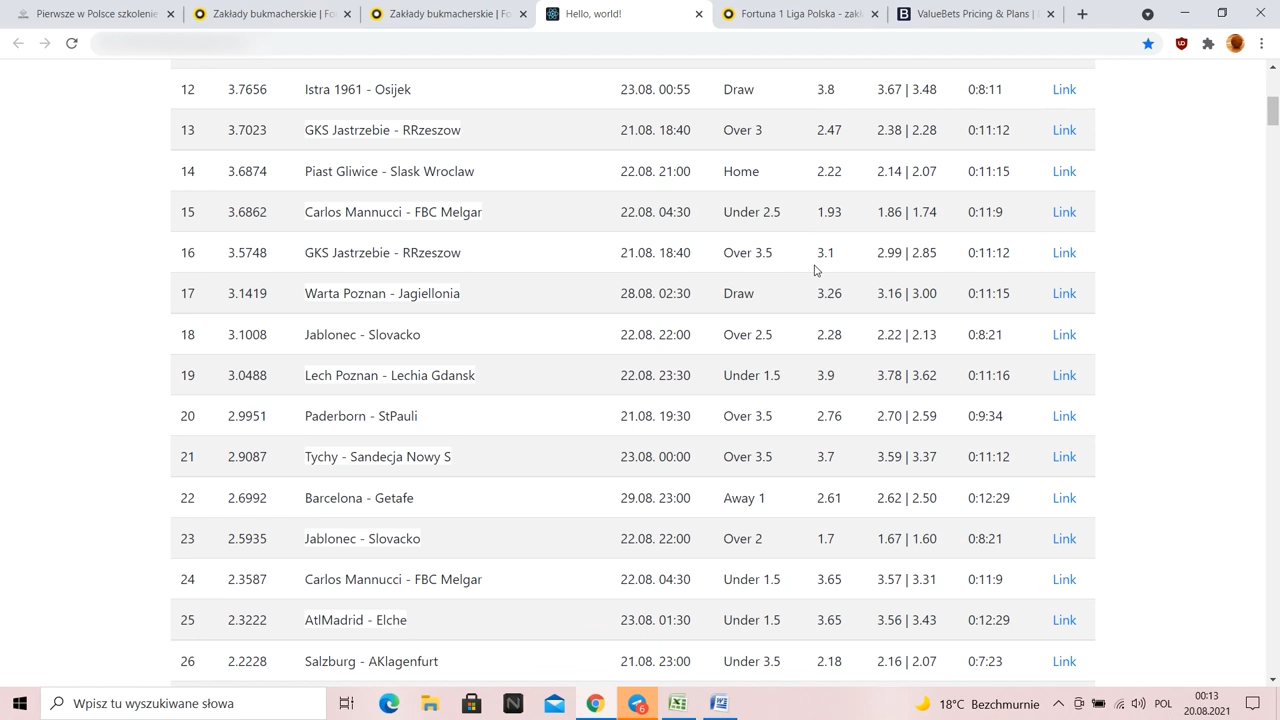 Pierwsze w Polsce szkolenie
Zakłady bukmacherskie | Fo
Zakłady bukmacherskie | Fo
Hello, world!
Fortuna 1 Liga Polska - zak
ValueBets Pricing & Plans |
12 3.7656 Istra 1961 - Osijek 23.08. 00:55 Draw 3.8 3.67 | 3.48 0:8:11 Link
13 3.7023 GKS Jastrzebie - RRzeszow 21.08. 18:40 Over 3 2.47 2.38 | 2.28 0:11:12 Link
14 3.6874 Piast Gliwice - Slask Wroclaw 22.08. 21:00 Home 2.22 2.14 | 2.07 0:11:15 Link
15 3.6862 Carlos Mannucci - FBC Melgar 22.08. 04:30 Under 2.5 1.93 1.86 | 1.74 0:11:9 Link
16 3.5748 GKS Jastrzebie - RRzeszow 21.08. 18:40 Over 3.5 3.1 2.99 | 2.85 0:11:12 Link
17 3.1419 Warta Poznan - Jagiellonia 28.08. 02:30 Draw 3.26 3.16 | 3.00 0:11:15 Link
18 3.1008 Jablonec - Slovacko 22.08. 22:00 Over 2.5 2.28 2.22 | 2.13 0:8:21 Link
19 3.0488 Lech Poznan - Lechia Gdansk 22.08. 23:30 Under 1.5 3.9 3.78 | 3.62 0:11:16 Link
20 2.9951 Paderborn - StPauli 21.08. 19:30 Over 3.5 2.76 2.70 | 2.59 0:9:34 Link
21 2.9087 Tychy - Sandecja Nowy S 23.08. 00:00 Over 3.5 3.7 3.59 | 3.37 0:11:12 Link
22 2.6992 Barcelona - Getafe 29.08. 23:00 Away 1 2.61 2.62 | 2.50 0:12:29 Link
23 2.5935 Jablonec - Slovacko 22.08. 22:00 Over 2 1.7 1.67 | 1.60 0:8:21 Link
24 2.3587 Carlos Mannucci - FBC Melgar 22.08. 04:30 Under 1.5 3.65 3.57 | 3.31 0:11:9 Link
25 2.3222 AtlMadrid - Elche 23.08. 01:30 Under 1.5 3.65 3.56 | 3.43 0:12:29 Link
26 2.2228 Salzburg - AKlagenfurt 21.08. 23:00 Under 3.5 2.18 2.16 | 2.07 0:7:23 Link
Wpisz tu wyszukiwane słowa
18°C Bezchmurnie
POL
00:13
20.08.2021